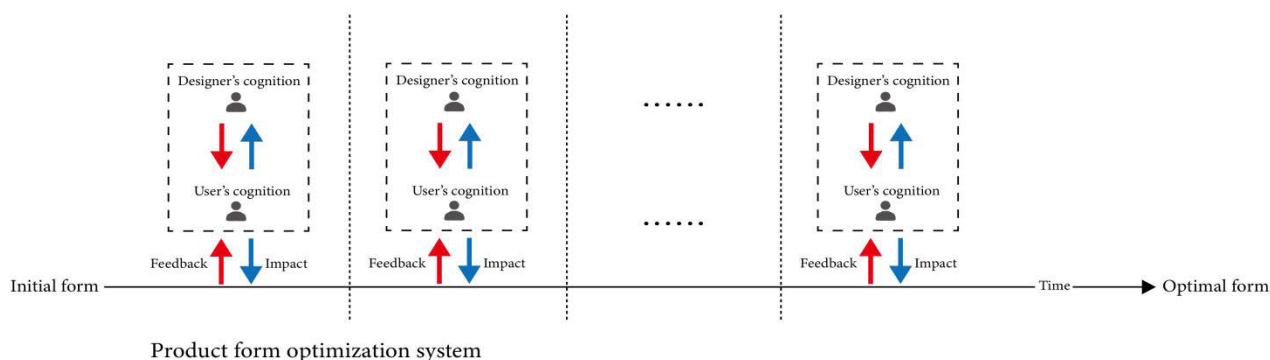 Designer's cognition
Designer's cognition
Designer's cognition
......
User's cognition
User's cognition
User's cognition
......
Feedback
Impact
Feedback
Impact
Feedback
Impact
Initial form
Time
Optimal form
Product form optimization system